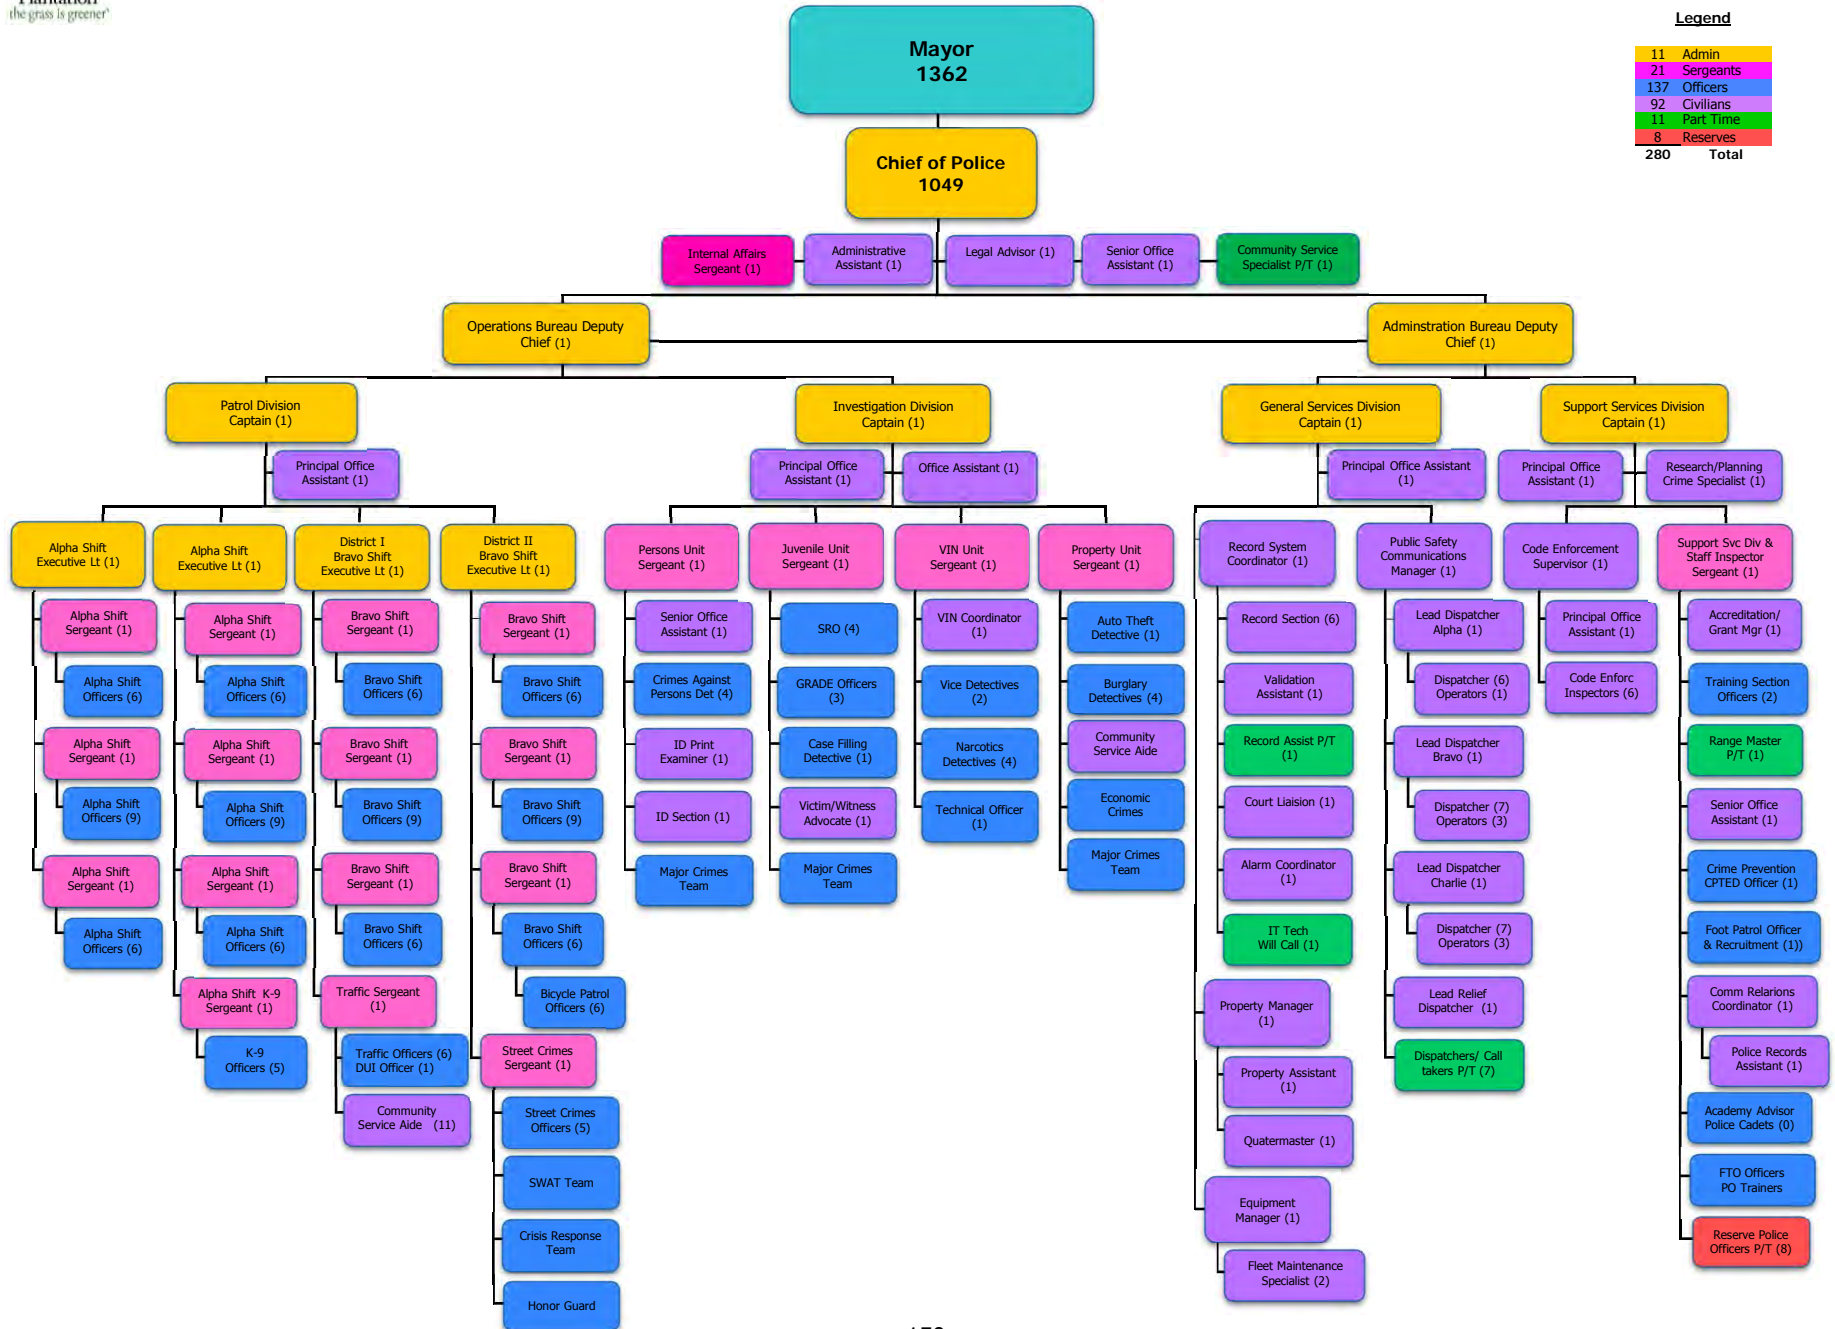 Plantation
the grass is greener
Legend
11 Admin
21 Sergeants
137 Officers
92 Civilians
11 Part Time
8 Reserves
280 Total
Mayor
1362
Chief of Police
1049
Internal Affairs
Sergeant (1)
Administrative
Assistant (1)
Legal Advisor (1)
Senior Office
Assistant (1)
Community Service
Specialist P/T (1)
Operations Bureau Deputy
Chief (1)
Adminstration Bureau Deputy
Chief (1)
Patrol Division
Captain (1)
Investigation Division
Captain (1)
General Services Division
Captain (1)
Support Services Division
Captain (1)
Principal Office
Assistant (1)
Principal Office
Assistant (1)
Office Assistant (1)
Principal Office Assistant
(1)
Principal Office
Assistant (1)
Research/Planning
Crime Specialist (1)
Alpha Shift
Executive Lt (1)
Alpha Shift
Sergeant (1)
Alpha Shift
Officers (6)
Alpha Shift
Sergeant (1)
Alpha Shift
Officers (9)
Alpha Shift
Sergeant (1)
Alpha Shift
Officers (6)
Alpha Shift
Executive Lt (1)
Alpha Shift
Sergeant (1)
Alpha Shift
Officers (6)
Alpha Shift
Sergeant (1)
Alpha Shift
Officers (9)
Alpha Shift
Sergeant (1)
Alpha Shift
Officers (6)
Alpha Shift K-9
Sergeant (1)
K-9
Officers (5)
District I
Bravo Shift
Executive Lt (1)
Bravo Shift
Sergeant (1)
Bravo Shift
Officers (6)
Bravo Shift
Sergeant (1)
Bravo Shift
Officers (9)
Bravo Shift
Sergeant (1)
Bravo Shift
Officers (6)
Traffic Sergeant
(1)
Traffic Officers (6)
DUI Officer (1)
Community
Service Aide (11)
District II
Bravo Shift
Executive Lt (1)
Bravo Shift
Sergeant (1)
Bravo Shift
Officers (6)
Bravo Shift
Sergeant (1)
Bravo Shift
Officers (9)
Bravo Shift
Sergeant (1)
Bravo Shift
Officers (6)
Bicycle Patrol
Officers (6)
Street Crimes
Sergeant (1)
Street Crimes
Officers (5)
SWAT Team
Crisis Response
Team
Honor Guard
Persons Unit
Sergeant (1)
Senior Office
Assistant (1)
Crimes Against
Persons Det (4)
ID Print
Examiner (1)
ID Section (1)
Major Crimes
Team
Juvenile Unit
Sergeant (1)
SRO (4)
GRADE Officers
(3)
Case Filling
Detective (1)
Victim/Witness
Advocate (1)
Major Crimes
Team
VIN Unit
Sergeant (1)
VIN Coordinator
(1)
Vice Detectives
(2)
Narcotics
Detectives (4)
Technical Officer
(1)
Property Unit
Sergeant (1)
Auto Theft
Detective (1)
Burglary
Detectives (4)
Community
Service Aide
Economic
Crimes
Major Crimes
Team
Record System
Coordinator (1)
Record Section (6)
Validation
Assistant (1)
Record Assist P/T
(1)
Court Liaision (1)
Alarm Coordinator
(1)
IT Tech
Will Call (1)
Property Manager
(1)
Property Assistant
(1)
Quatermaster (1)
Equipment
Manager (1)
Fleet Maintenance
Specialist (2)
Public Safety
Communications
Manager (1)
Lead Dispatcher
Alpha (1)
Dispatcher (6)
Operators (1)
Lead Dispatcher
Bravo (1)
Dispatcher (7)
Operators (3)
Lead Dispatcher
Charlie (1)
Dispatcher (7)
Operators (3)
Lead Relief
Dispatcher (1)
Dispatchers/ Call
takers P/T (7)
Code Enforcement
Supervisor (1)
Principal Office
Assistant (1)
Code Enforc
Inspectors (6)
Support Svc Div &
Staff Inspector
Sergeant (1)
Accreditation/
Grant Mgr (1)
Training Section
Officers (2)
Range Master
P/T (1)
Senior Office
Assistant (1)
Crime Prevention
CPTED Officer (1)
Foot Patrol Officer
& Recruitment (1))
Comm Relarions
Coordinator (1)
Police Records
Assistant (1)
Academy Advisor
Police Cadets (0)
FTO Officers
PO Trainers
Reserve Police
Officers P/T (8)